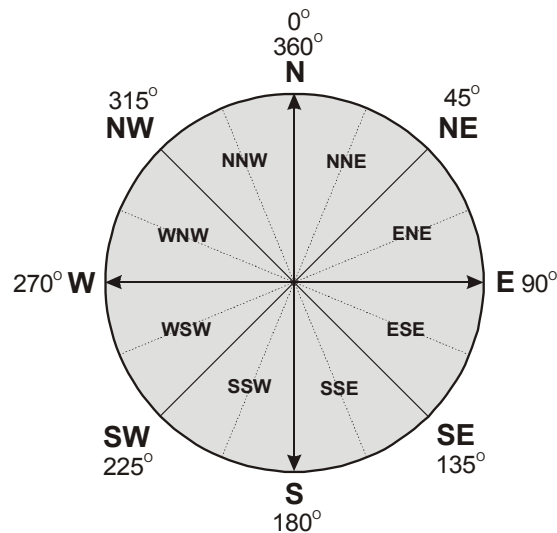 0°
360°
N
315°
NW
45°
NE
NNW
NNE
WNW
ENE
270° W
E 90°
WSW
ESE
SSW
SSE
SW
225°
SE
135°
S
180°